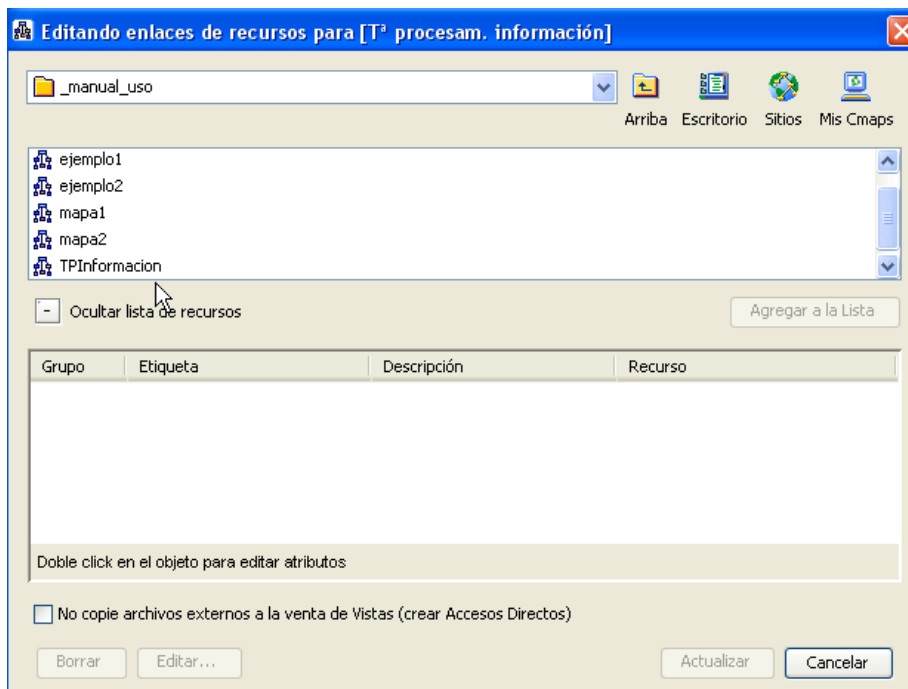 Editando enlaces de recursos para [Tª procesam. información]
_manual_uso
Arriba Escritorio Sitios Mis Cmaps
ejemplo1
ejemplo2
mapa1
mapa2
TPInformacion
- Ocultar lista de recursos
Agregar a la Lista
Grupo Etiqueta Descripción Recurso
Doble click en el objeto para editar atributos
No copie archivos externos a la venta de Vistas (crear Accesos Directos)
Borrar Editar... Actualizar Cancelar